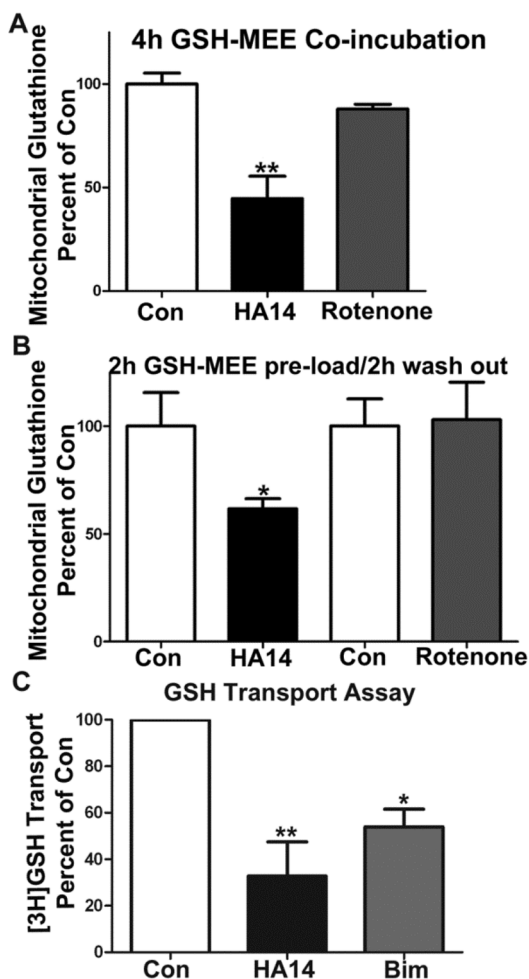 A
4h GSH-MEE Co-incubation
Mitochondrial Glutathione
Percent of Con
100
50
0
**
Con HA14 Rotenone
B
2h GSH-MEE pre-load/2h wash out
Mitochondrial Glutathione
Percent of Con
100
50
0
*
Con HA14 Con Rotenone
C
GSH Transport Assay
[3H]GSH Transport
Percent of Con
100
80
60
40
20
0
** *
Con HA14 Bim